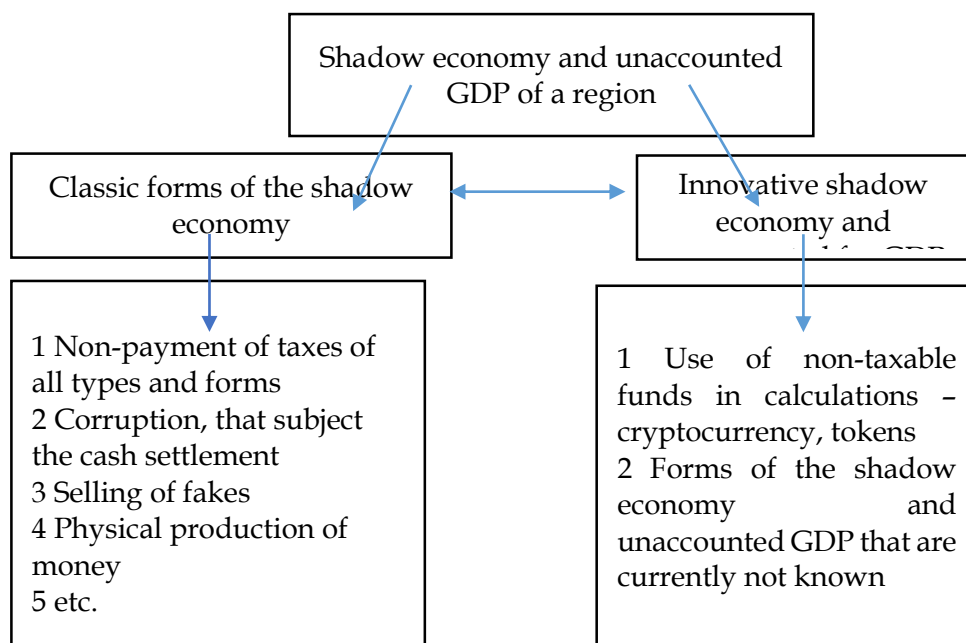 Shadow economy and unaccounted
GDP of a region
Classic forms of the shadow
economy
Innovative shadow
economy and
1 Non-payment of taxes of
all types and forms
2 Corruption, that subject
the cash settlement
3 Selling of fakes
4 Physical production of
money
5 etc.
1 Use of non-taxable
funds in calculations –
cryptocurrency, tokens
2 Forms of the shadow
economy and
unaccounted GDP that are
currently not known